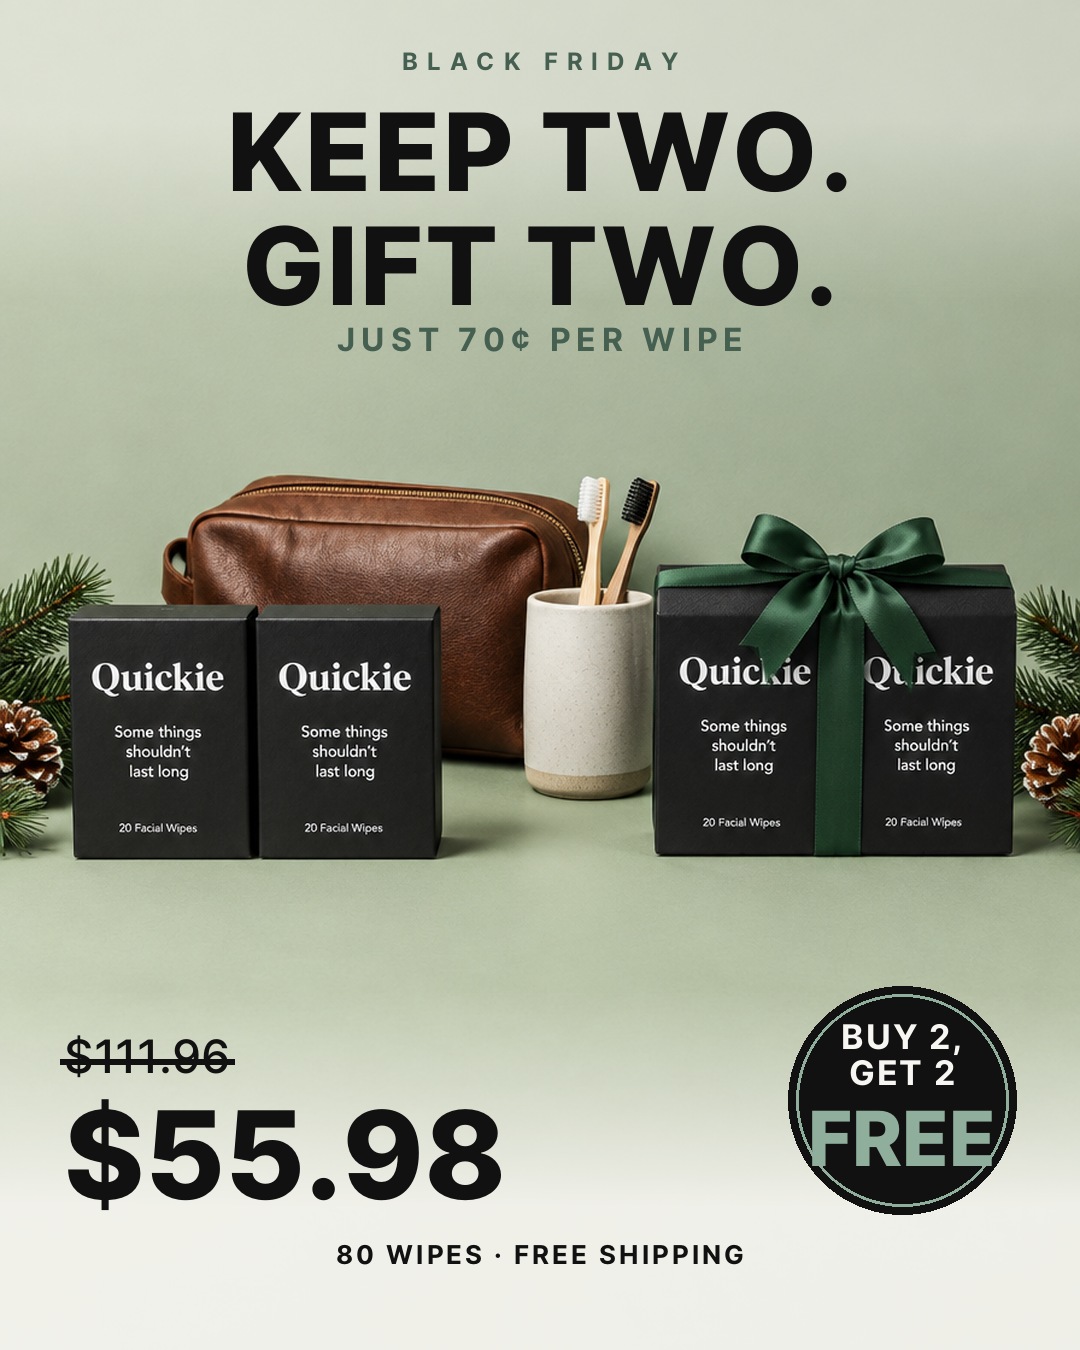 BLACK FRIDAY
KEEP TWO.
GIFT TWO.
JUST 70¢ PER WIPE
Quickie
Some things
shouldn't
last long
20 Facial Wipes
Quickie
Some things
shouldn't
last long
20 Facial Wipes
Quickie
Some things
shouldn't
last long
20 Facial Wipes
Quickie
Some things
shouldn't
last long
20 Facial Wipes
$111.96
$55.98
BUY 2,
GET 2
FREE
80 WIPES · FREE SHIPPING